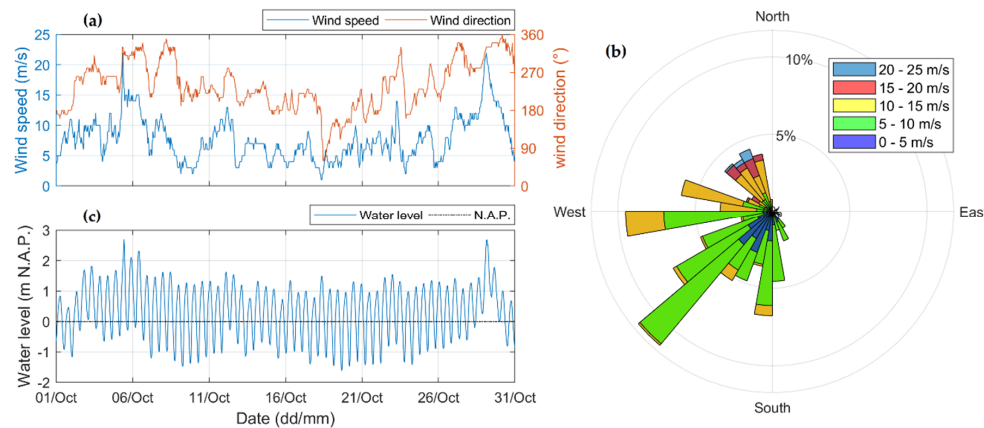 (a)
Wind speed
Wind direction
25
20
15
10
5
0
Wind speed (m/s)
360
270
180
90
0
wind direction (°)
(c)
Water level
N.A.P.
3
2
1
0
-1
-2
Water level (m N.A.P.)
01/Oct
06/Oct
11/Oct
16/Oct
21/Oct
26/Oct
31/Oct
Date (dd/mm)
(b)
North
10%
5%
West
Eas
South
20 - 25 m/s
15 - 20 m/s
10 - 15 m/s
5 - 10 m/s
0 - 5 m/s